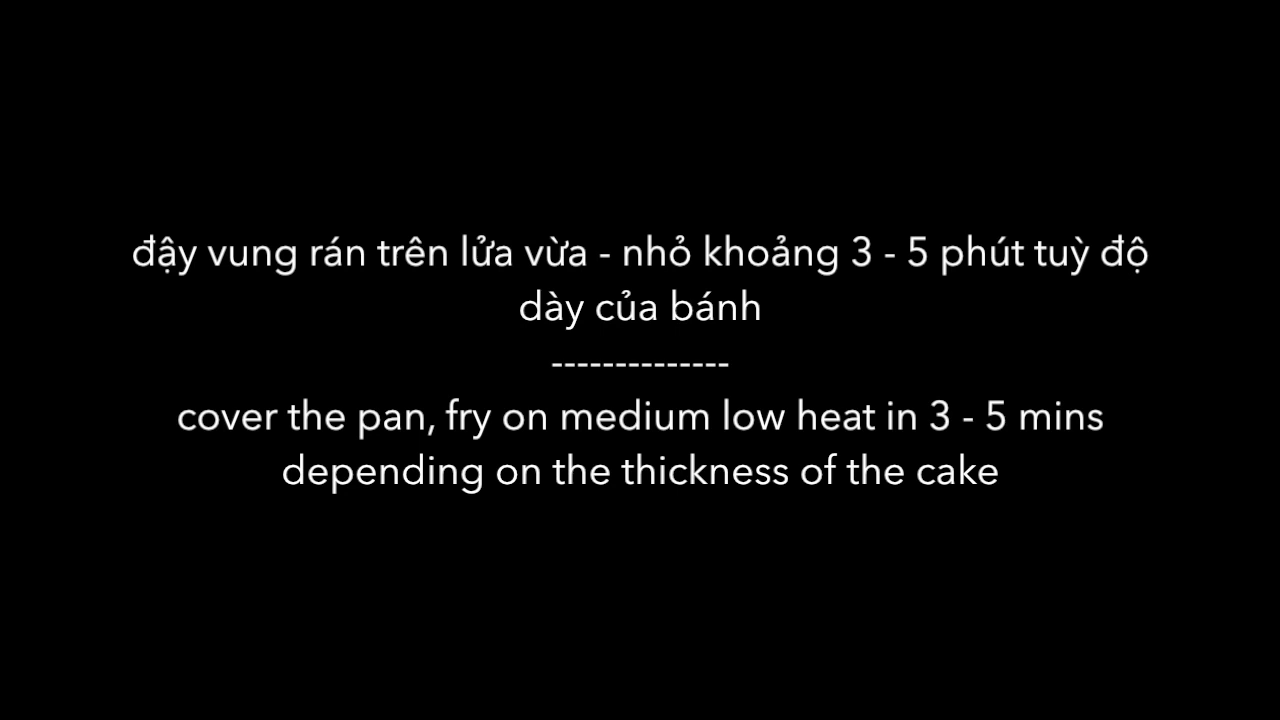 đậy vung rán trên lửa vừa - nhỏ khoảng 3 - 5 phút tuỳ độ
dày của bánh
--------------
cover the pan, fry on medium low heat in 3 - 5 mins
depending on the thickness of the cake